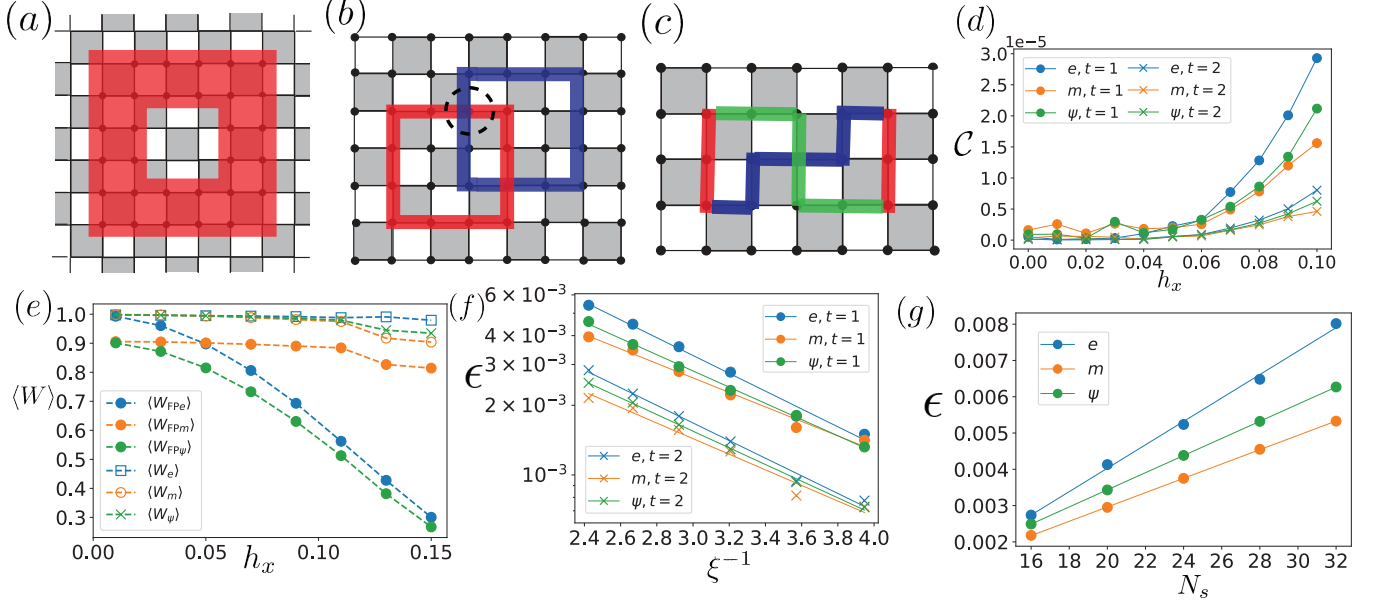 (a)
(b)
(c)
(d)
1e−5
3.0
2.5
2.0
1.5
1.0
0.5
0.0
C
e, t = 1
m, t = 1
ψ, t = 1
e, t = 2
m, t = 2
ψ, t = 2
0.00 0.02 0.04 0.06 0.08 0.10
h_x
(e)
1.0
0.9
0.8
0.7
0.6
0.5
0.4
0.3
⟨W⟩
⟨W_FPe⟩
⟨W_FPm⟩
⟨W_FPψ⟩
⟨W_e⟩
⟨W_m⟩
⟨W_ψ⟩
0.00 0.05 0.10 0.15
h_x
(f)
6 × 10⁻³
4 × 10⁻³
3 × 10⁻³
2 × 10⁻³
10⁻³
ϵ
e, t = 1
m, t = 1
ψ, t = 1
e, t = 2
m, t = 2
ψ, t = 2
2.4 2.6 2.8 3.0 3.2 3.4 3.6 3.8 4.0
ξ⁻¹
(g)
0.008
0.007
0.006
0.005
0.004
0.003
0.002
ϵ
e
m
ψ
16 18 20 22 24 26 28 30 32
N_s